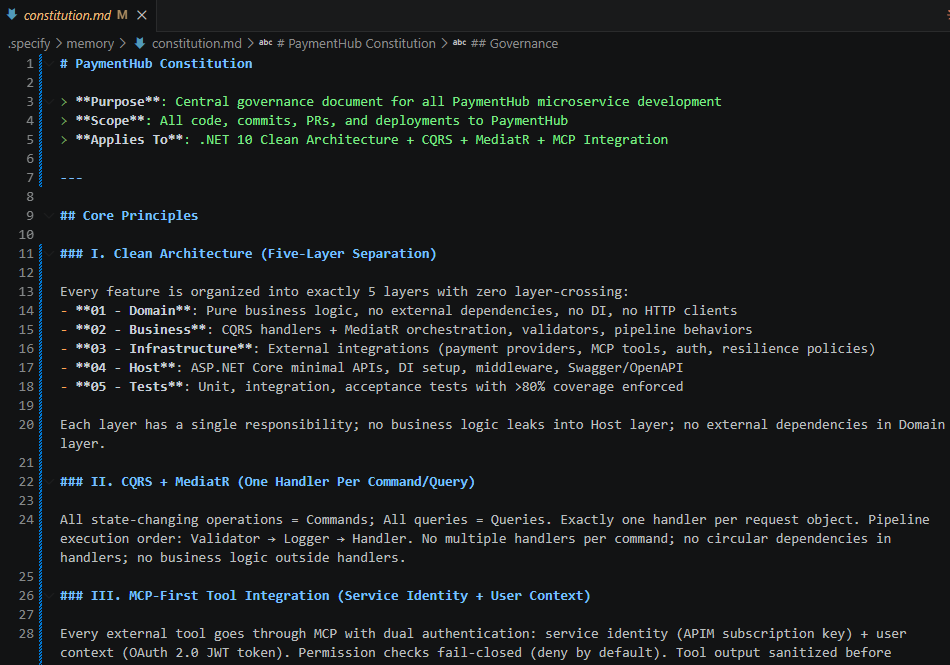 constitution.md M
.specify > memory > constitution.md > # PaymentHub Constitution > ## Governance
1 # PaymentHub Constitution
2
3 > **Purpose**: Central governance document for all PaymentHub microservice development
4 > **Scope**: All code, commits, PRs, and deployments to PaymentHub
5 > **Applies To**: .NET 10 Clean Architecture + CQRS + MediatR + MCP Integration
6
7 ---
8
9 ## Core Principles
10
11 ### I. Clean Architecture (Five-Layer Separation)
12
13 Every feature is organized into exactly 5 layers with zero layer-crossing:
14 - **01 - Domain**: Pure business logic, no external dependencies, no DI, no HTTP clients
15 - **02 - Business**: CQRS handlers + MediatR orchestration, validators, pipeline behaviors
16 - **03 - Infrastructure**: External integrations (payment providers, MCP tools, auth, resilience policies)
17 - **04 - Host**: ASP.NET Core minimal APIs, DI setup, middleware, Swagger/OpenAPI
18 - **05 - Tests**: Unit, integration, acceptance tests with >80% coverage enforced
19
20 Each layer has a single responsibility; no business logic leaks into Host layer; no external dependencies in Domain
layer.
21
22 ### II. CQRS + MediatR (One Handler Per Command/Query)
23
24 All state-changing operations = Commands; All queries = Queries. Exactly one handler per request object. Pipeline
execution order: Validator → Logger → Handler. No multiple handlers per command; no circular dependencies in
handlers; no business logic outside handlers.
25
26 ### III. MCP-First Tool Integration (Service Identity + User Context)
27
28 Every external tool goes through MCP with dual authentication: service identity (APIM subscription key) + user
context (OAuth 2.0 JWT token). Permission checks fail-closed (deny by default). Tool output sanitized before